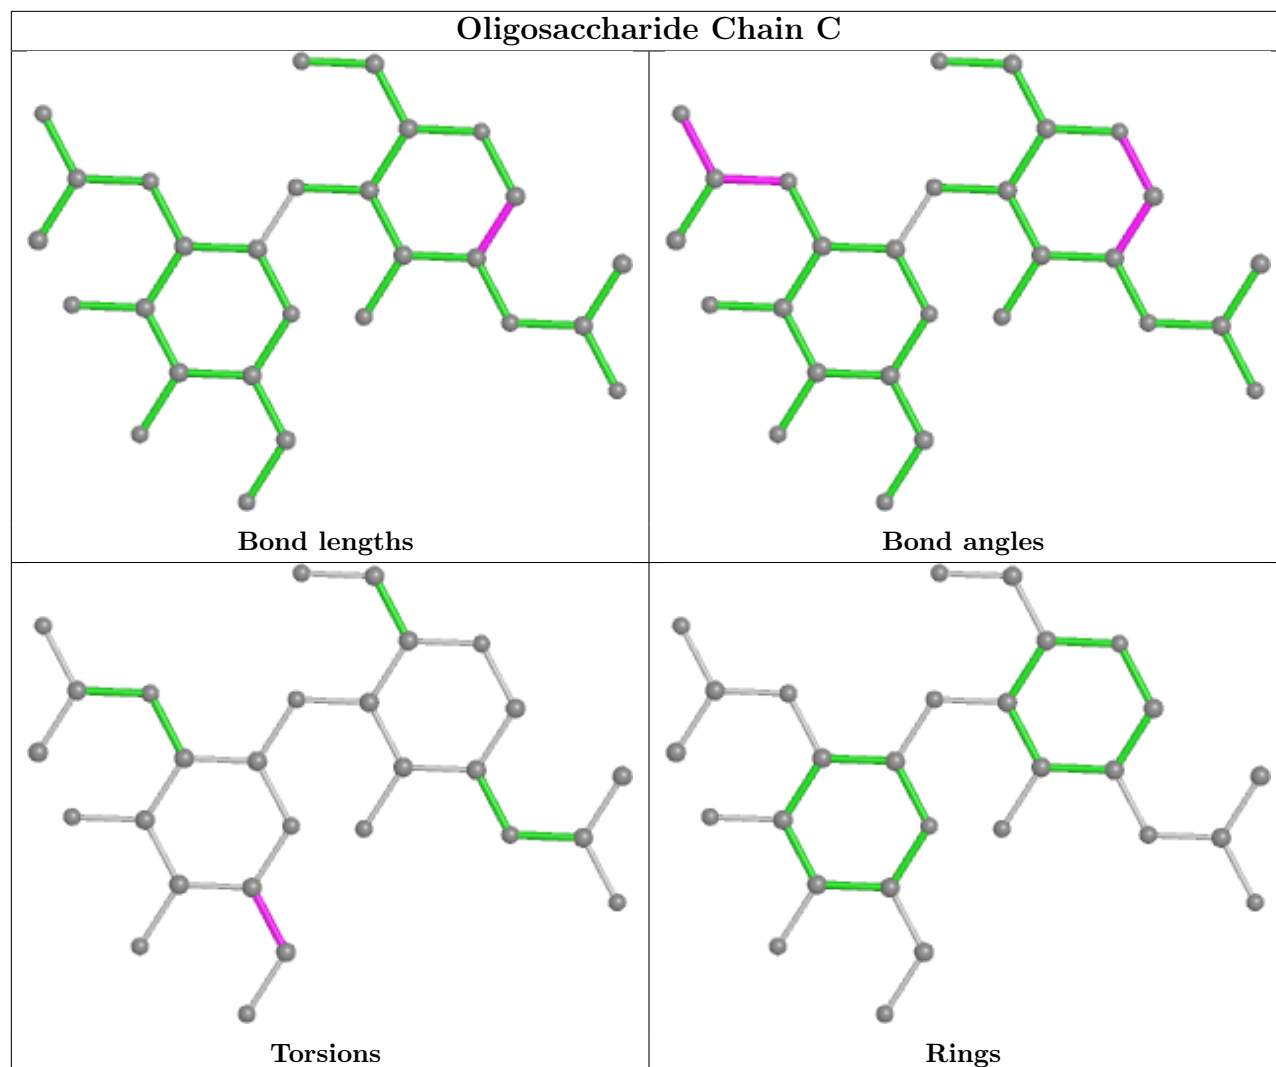 Oligosaccharide Chain C
Bond lengths
Bond angles
Torsions
Rings